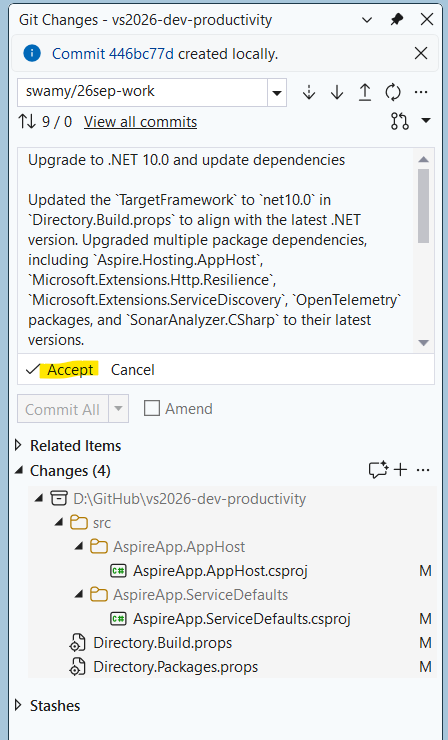 Git Changes - vs2026-dev-productivity
Commit 446bc77d created locally.
swamy/26sep-work
9 / 0 View all commits
Upgrade to .NET 10.0 and update dependencies
Updated the `TargetFramework` to `net10.0` in
`Directory.Build.props` to align with the latest .NET
version. Upgraded multiple package dependencies,
including `Aspire.Hosting.AppHost`,
`Microsoft.Extensions.Http.Resilience`,
`Microsoft.Extensions.ServiceDiscovery`, `OpenTelemetry`
packages, and `SonarAnalyzer.CSharp` to their latest
versions.
Accept Cancel
Commit All Amend
Related Items
Changes (4)
D:\GitHub\vs2026-dev-productivity
src
AspireApp.AppHost
C# AspireApp.AppHost.csproj M
AspireApp.ServiceDefaults
C# AspireApp.ServiceDefaults.csproj M
Directory.Build.props M
Directory.Packages.props M
Stashes